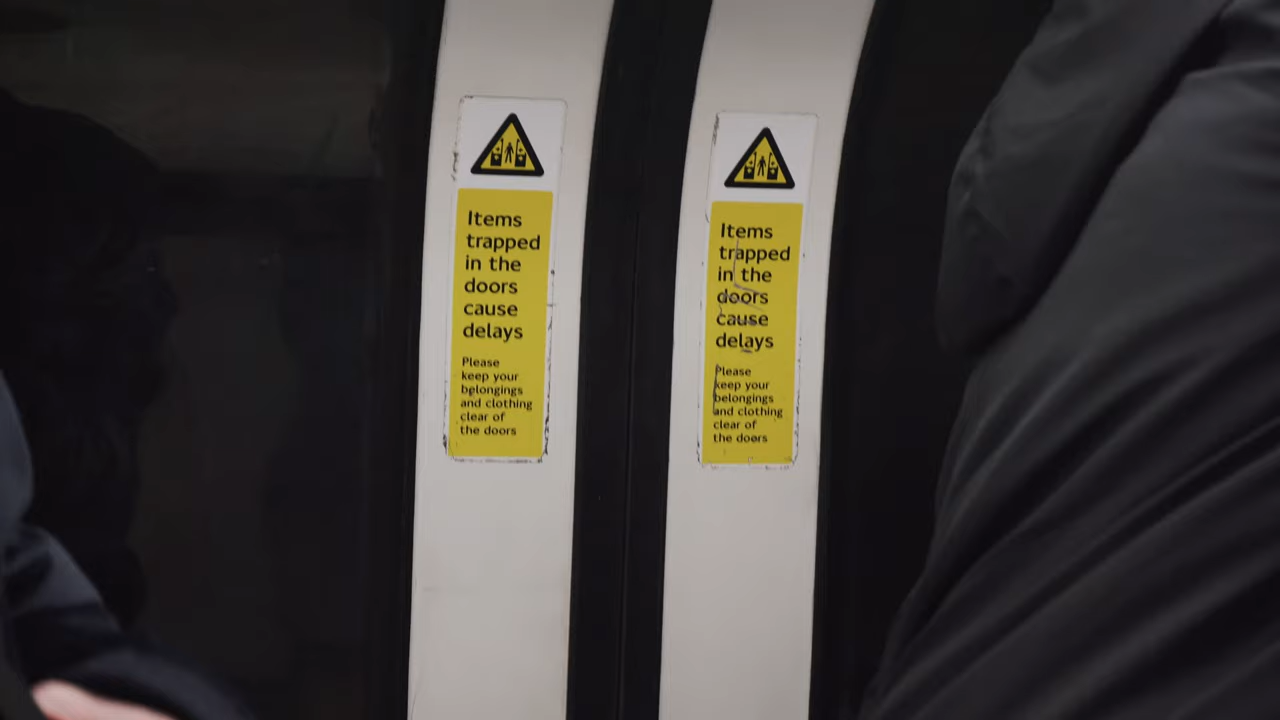 Items
trapped
in the
doors
cause
delays
Please
keep your
belongings
and clothing
clear of
the doors
Items
trapped
in the
doors
cause
delays
Please
keep your
belongings
and clothing
clear of
the doors